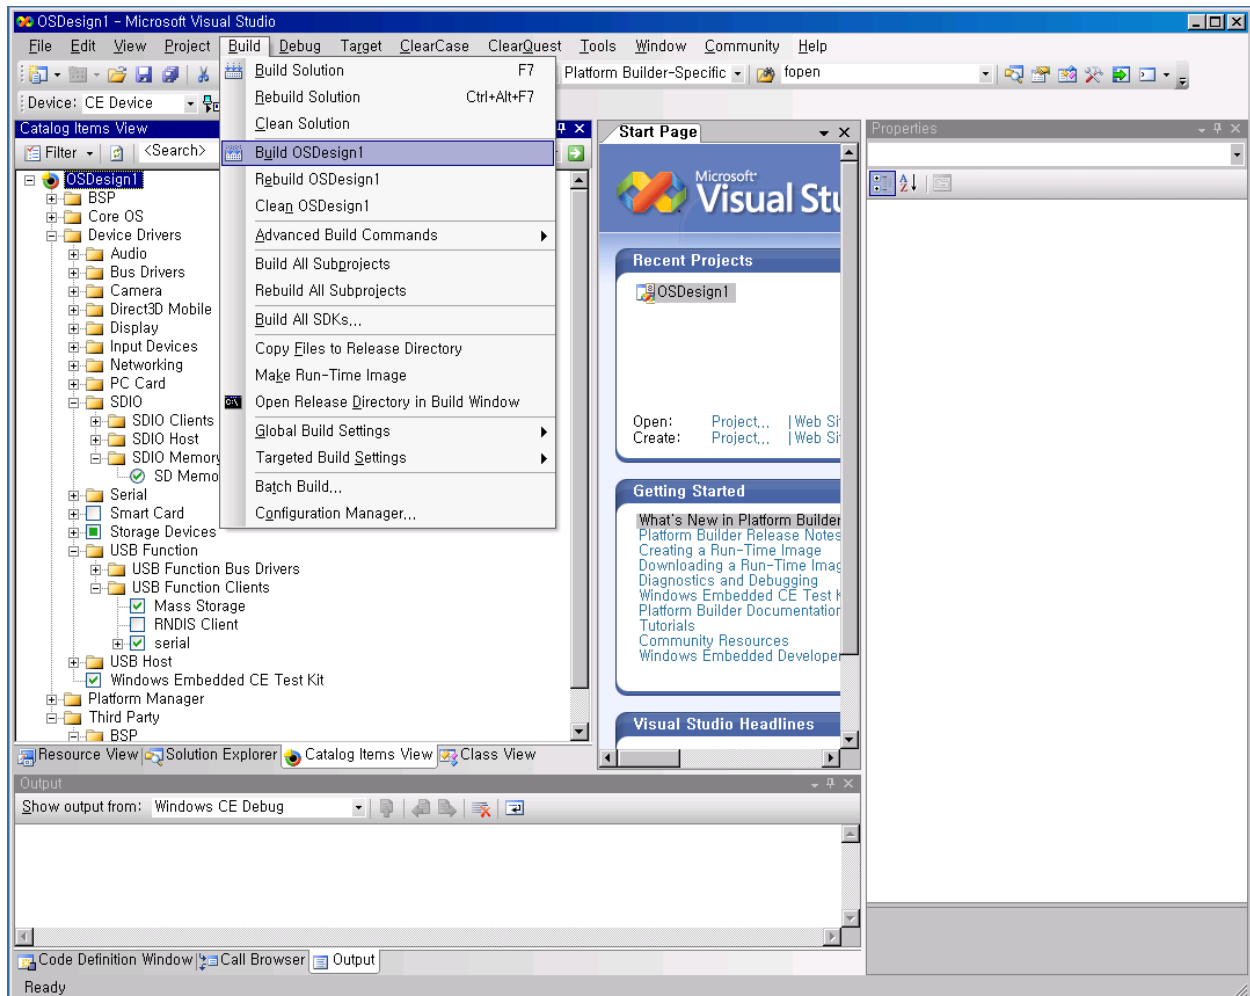 OSDesign1 - Microsoft Visual Studio
File Edit View Project Build Debug Target ClearCase ClearQuest Tools Window Community Help
Platform Builder-Specific fopen
Device: CE Device
Build Solution F7
Rebuild Solution Ctrl+Alt+F7
Clean Solution
Build OSDesign1
Rebuild OSDesign1
Clean OSDesign1
Advanced Build Commands
Build All Subprojects
Rebuild All Subprojects
Build All SDKs...
Copy Files to Release Directory
Make Run-Time Image
Open Release Directory in Build Window
Global Build Settings
Targeted Build Settings
Batch Build...
Configuration Manager...
Catalog Items View
Filter <Search>
OSDesign1
BSP
Core OS
Device Drivers
Audio
Bus Drivers
Camera
Direct3D Mobile
Display
Input Devices
Networking
PC Card
SDIO
SDIO Clients
SDIO Host
SDIO Memory
SD Memo
Serial
Smart Card
Storage Devices
USB Function
USB Function Bus Drivers
USB Function Clients
Mass Storage
RNDIS Client
serial
USB Host
Windows Embedded CE Test Kit
Platform Manager
Third Party
BSP
Resource View Solution Explorer Catalog Items View Class View
Start Page
Microsoft
Visual Stu
Recent Projects
OSDesign1
Open: Project... | Web Si
Create: Project... | Web Si
Getting Started
What's New in Platform Builder
Platform Builder Release Notes
Creating a Run-Time Image
Downloading a Run-Time Imag
Diagnostics and Debugging
Windows Embedded CE Test K
Platform Builder Documentation
Tutorials
Community Resources
Windows Embedded Developer
Visual Studio Headlines
Properties
Output
Show output from: Windows CE Debug
Code Definition Window Call Browser Output
Ready